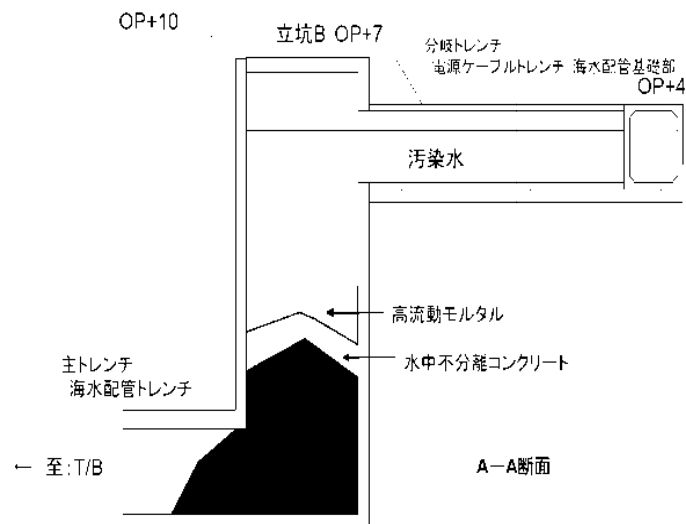 OP+10
立坑B OP+7
分岐トレンチ
電源ケーブルトレンチ 海水配管基礎部
OP+4
汚染水
高流動モルタル
水中不分離コンクリート
主トレンチ
海水配管トレンチ
← 至:T/B
A－A断面